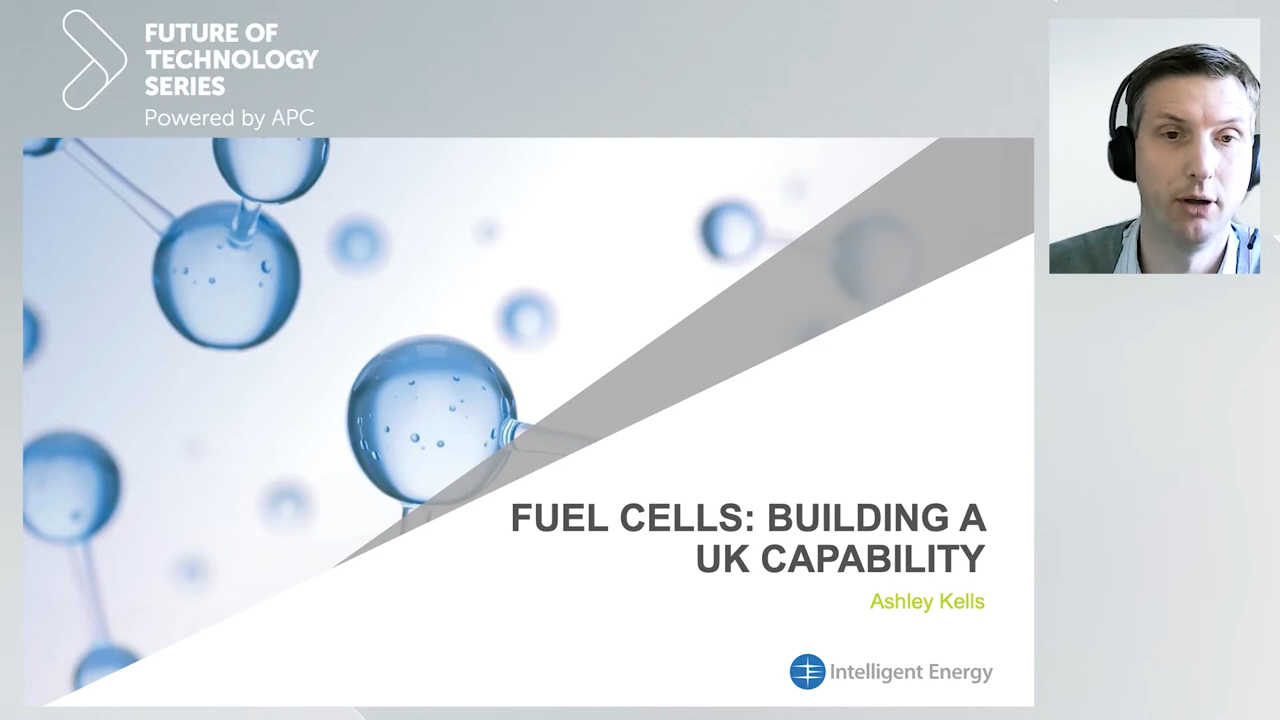 FUTURE OF
TECHNOLOGY
SERIES
Powered by APC
FUEL CELLS: BUILDING A
UK CAPABILITY
Ashley Kells
Intelligent Energy